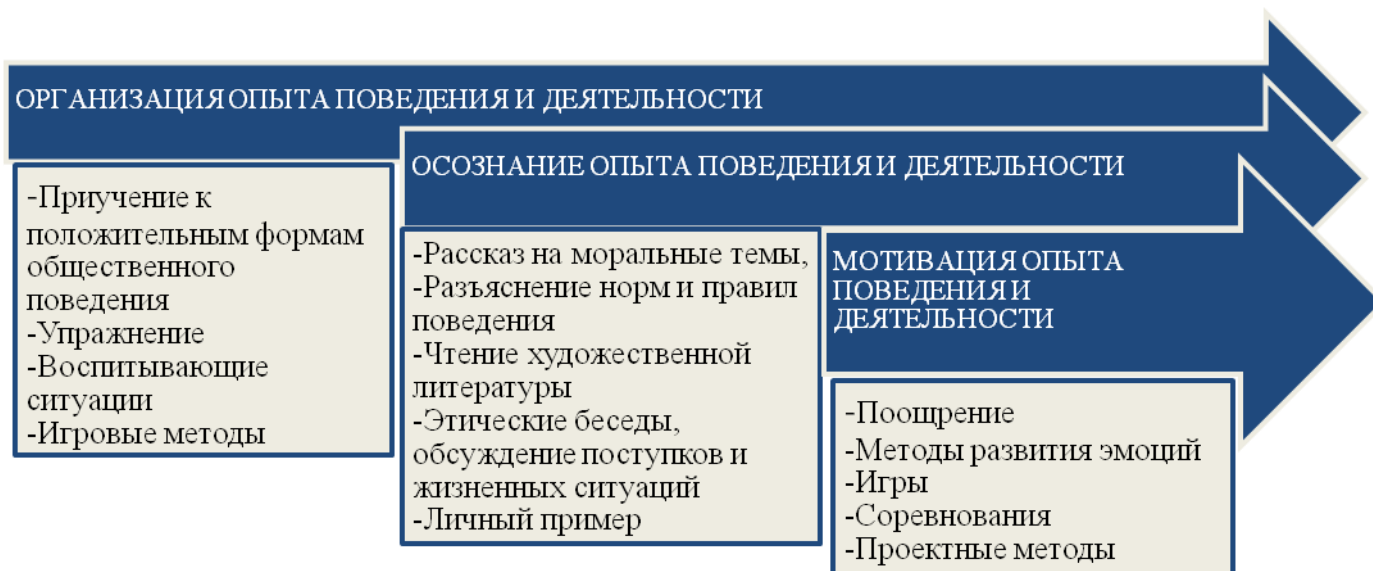 ОРГАНИЗАЦИЯ ОПЫТА ПОВЕДЕНИЯ И ДЕЯТЕЛЬНОСТИ
-Приучение к
положительным формам
общественного
поведения
-Упражнение
-Воспитывающие
ситуации
-Игровые методы
ОСОЗНАНИЕ ОПЫТА ПОВЕДЕНИЯ И ДЕЯТЕЛЬНОСТИ
-Рассказ на моральные темы,
-Разъяснение норм и правил
поведения
-Чтение художественной
литературы
-Этические беседы,
обсуждение поступков и
жизненных ситуаций
-Личный пример
МОТИВАЦИЯ ОПЫТА
ПОВЕДЕНИЯ И
ДЕЯТЕЛЬНОСТИ
-Поощрение
-Методы развития эмоций
-Игры
-Соревнования
-Проектные методы